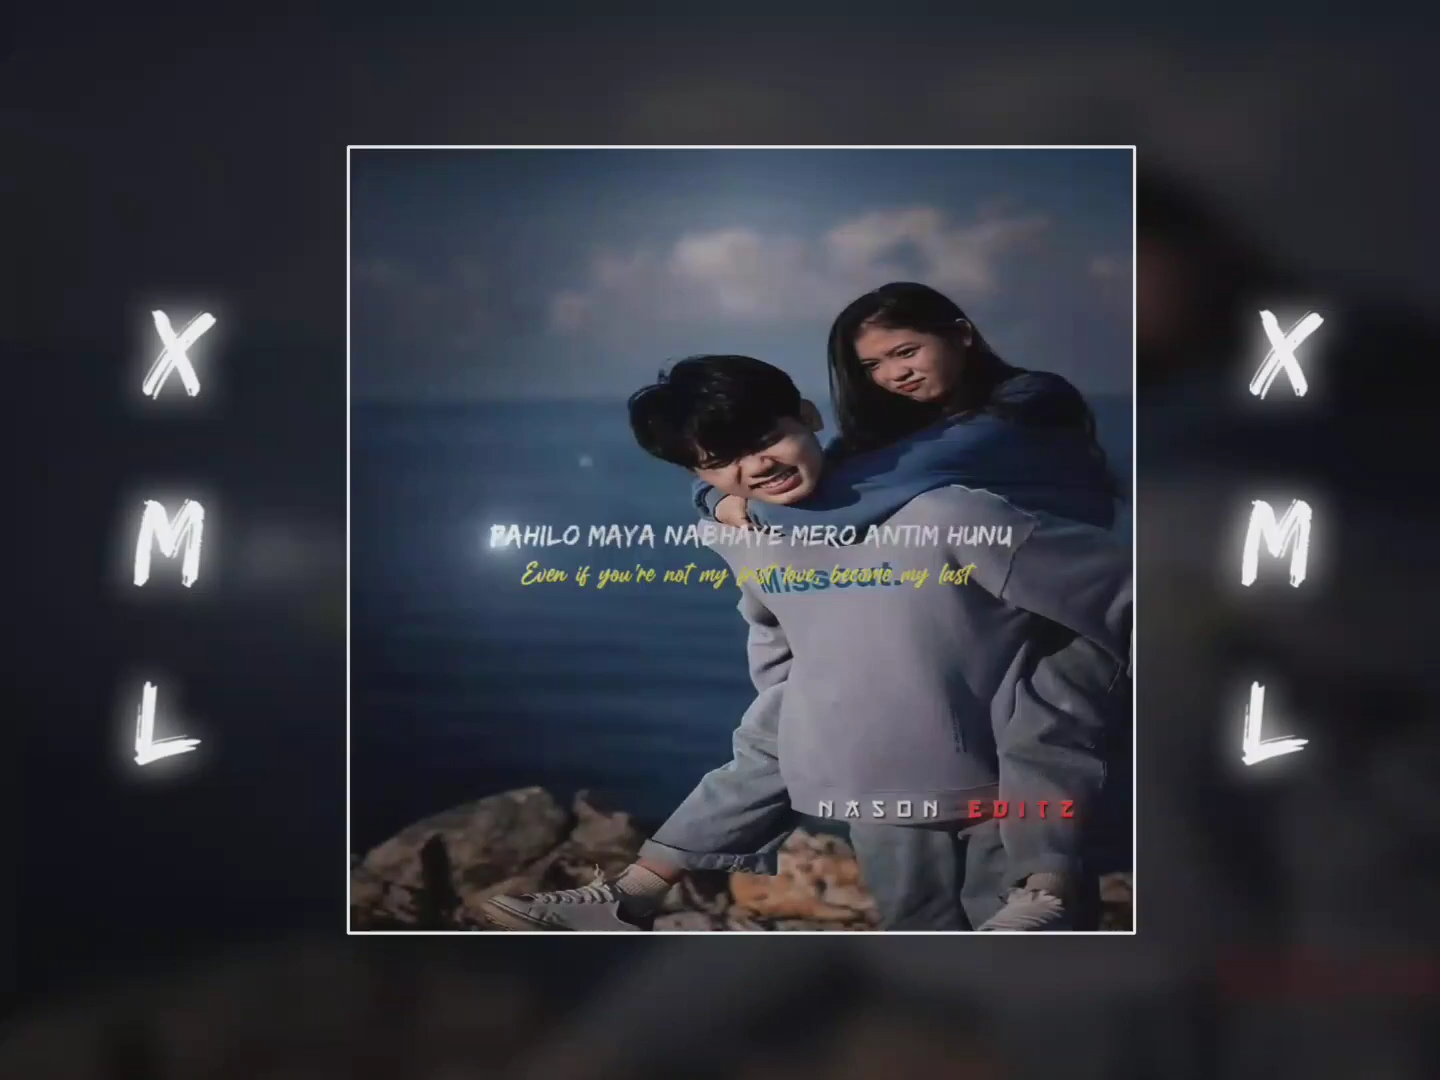 X
M
L
PAHILO MAYA NABHAYE MERO ANTIM HUNU
Even if you're not my first love, become my last
Missout.
NASON EDITZ
X
M
L